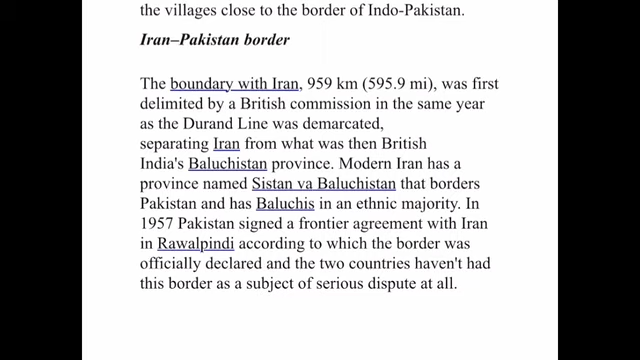 the villages close to the border of Indo-Pakistan.
Iran–Pakistan border
The boundary with Iran, 959 km (595.9 mi), was first
delimited by a British commission in the same year
as the Durand Line was demarcated,
separating Iran from what was then British
India's Baluchistan province. Modern Iran has a
province named Sistan va Baluchistan that borders
Pakistan and has Baluchis in an ethnic majority. In
1957 Pakistan signed a frontier agreement with Iran
in Rawalpindi according to which the border was
officially declared and the two countries haven't had
this border as a subject of serious dispute at all.